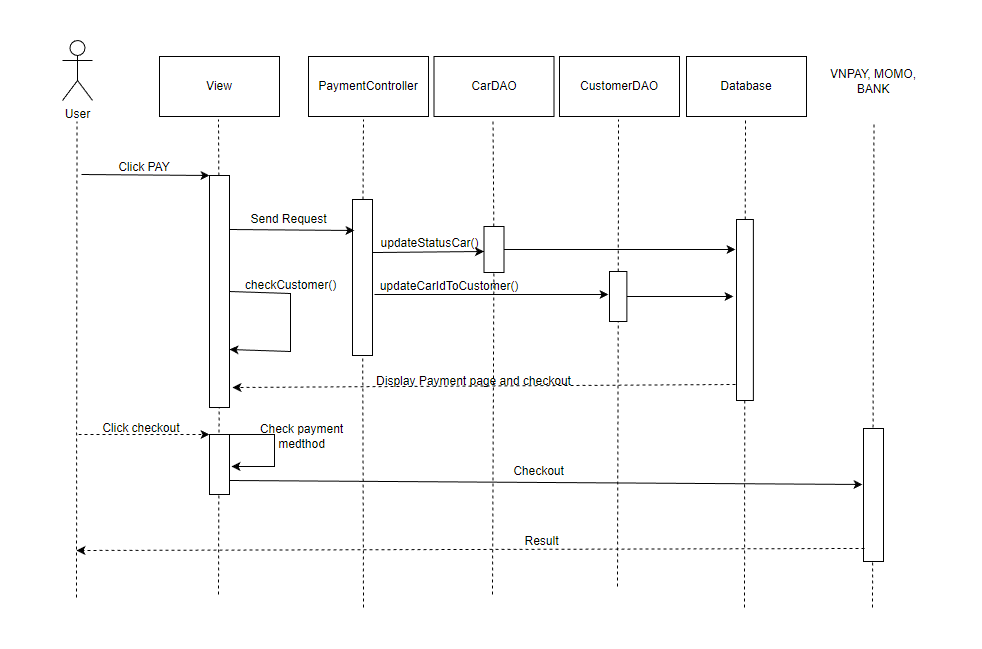 VNPAY, MOMO,
BANK
View
PaymentController
CarDAO
CustomerDAO
Database
User
Click PAY
Send Request
updateStatusCar()
checkCustomer()
updateCarIdToCustomer()
Display Payment page and checkout
Click checkout
Check payment
medthod
Checkout
Result